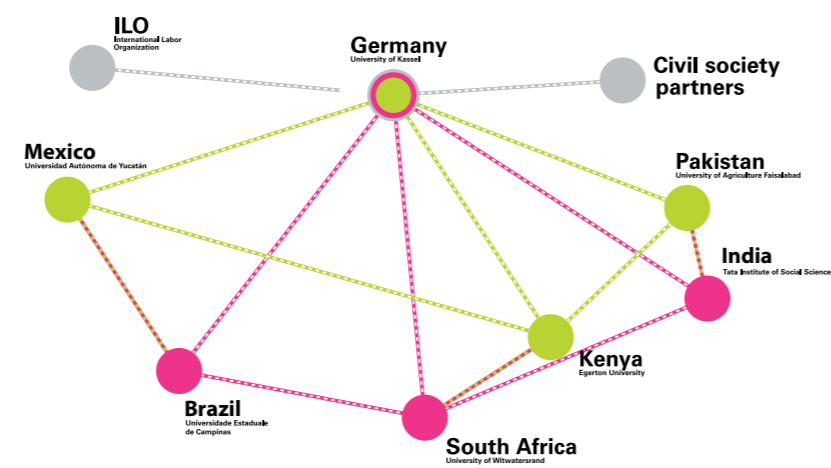 ILO
International Labor
Organization
Germany
University of Kassel
Civil society
partners
Mexico
Universidad Autónoma de Yucatán
Pakistan
University of Agriculture Faisalabad
India
Tata Institute of Social Science
Kenya
Egerton University
Brazil
Universidade Estaduale
de Campinas
South Africa
University of Witwatersrand